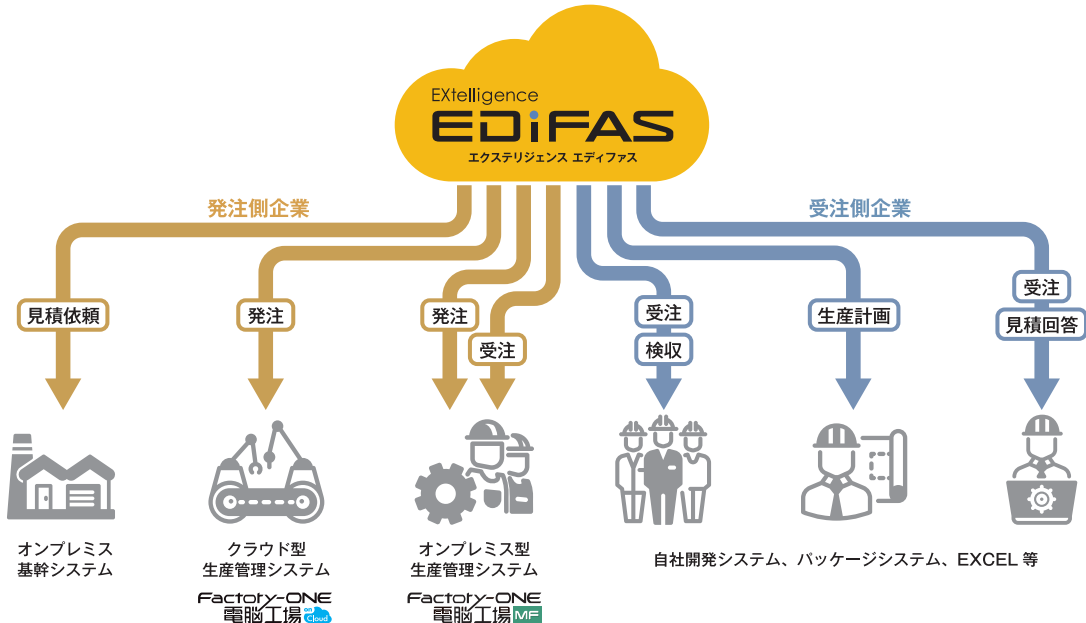 EXtelligence
EDiFAS
エクステリジェンス エディファス
発注側企業
受注側企業
見積依頼
発注
発注
受注
受注
検収
生産計画
受注
見積回答
オンプレミス
基幹システム
クラウド型
生産管理システム
Factory-ONE
電脳工場 on Cloud
オンプレミス型
生産管理システム
Factory-ONE
電脳工場 MF
自社開発システム、パッケージシステム、EXCEL 等